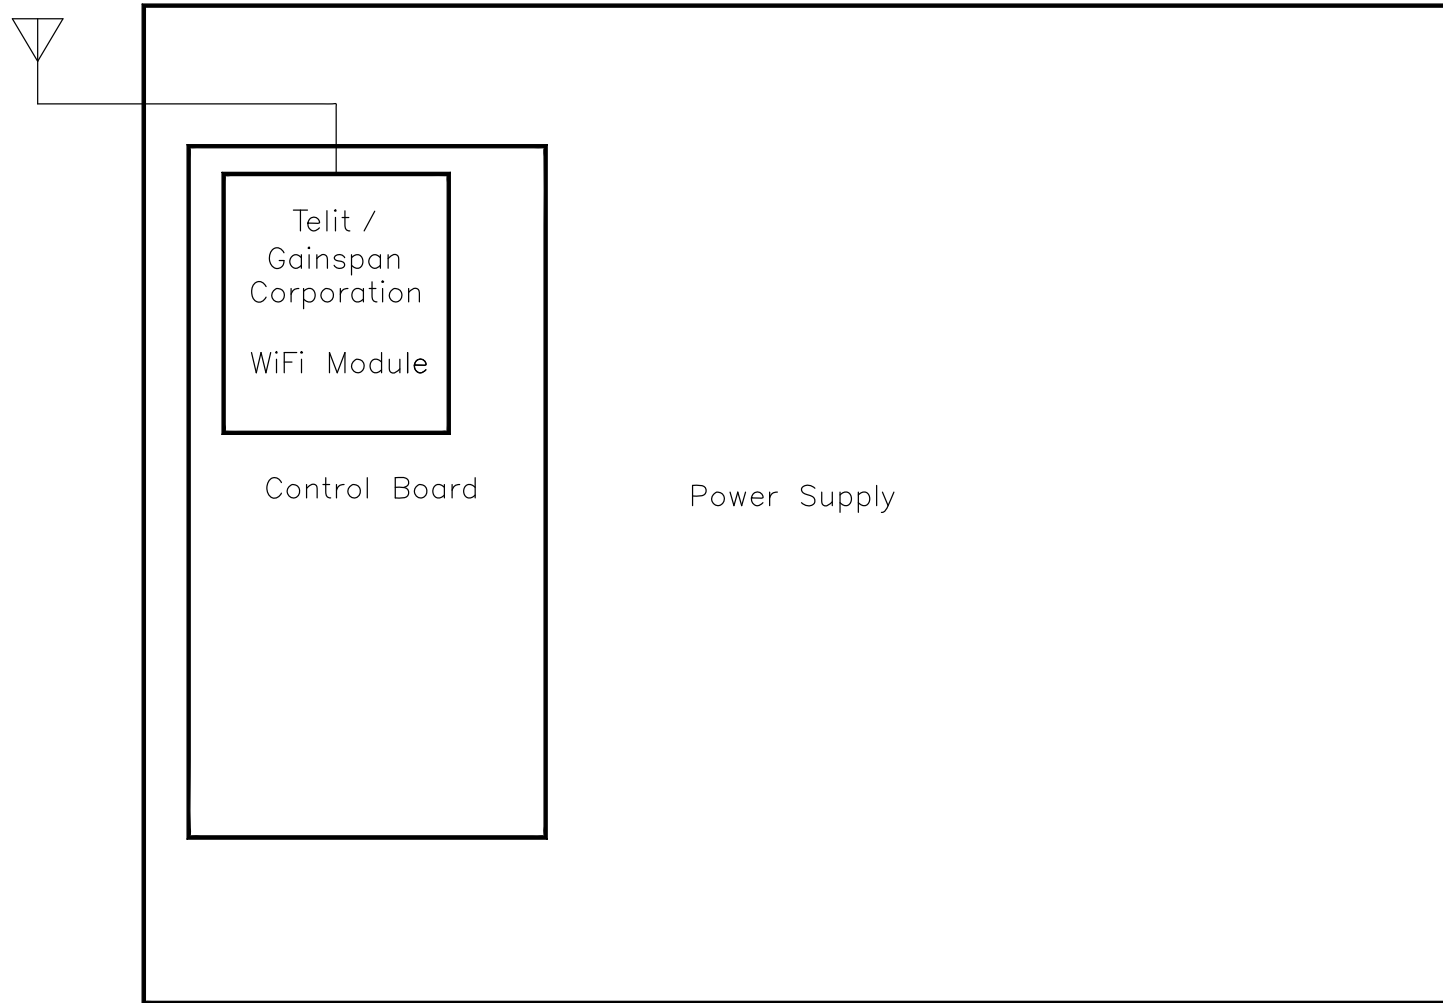 Telit /
Gainspan
Corporation
WiFi Module
Control Board
Power Supply